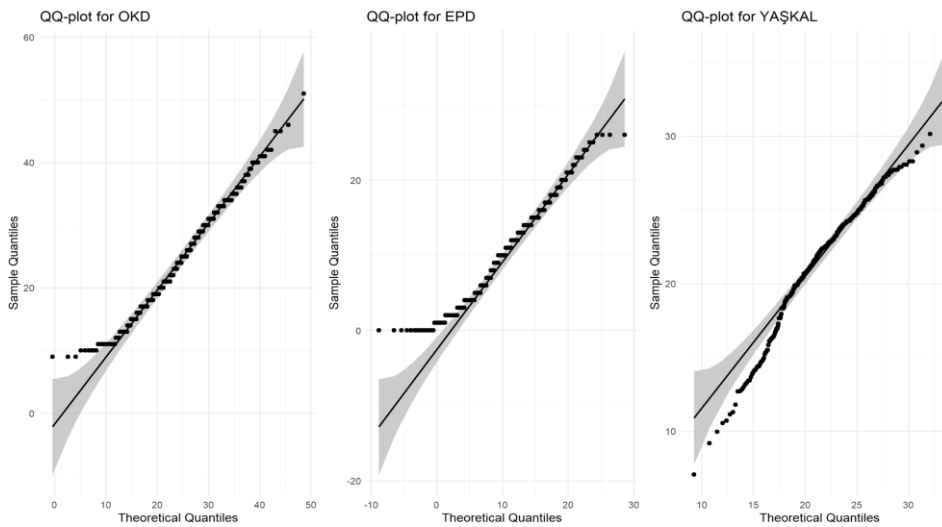 QQ-plot for OKD
60
40
20
0
Sample Quantiles
0 10 20 30 40 50
Theoretical Quantiles
QQ-plot for EPD
20
0
-20
Sample Quantiles
-10 0 10 20 30
Theoretical Quantiles
QQ-plot for YAŞKAL
30
20
10
Sample Quantiles
10 15 20 25 30
Theoretical Quantiles